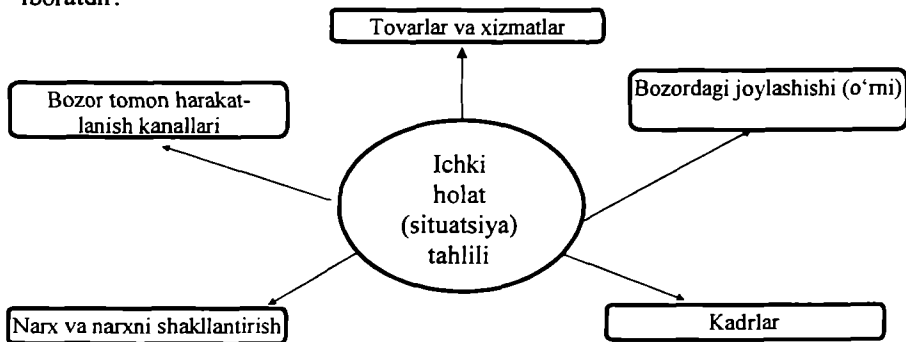 iboratdir:
Tovarlar va xizmatlar
Bozor tomon harakat-
lanish kanallari
Bozordagi joylashishi (o‘rni)
Ichki
holat
(situatsiya)
tahlili
Narx va narxni shakllantirish
Kadrlar